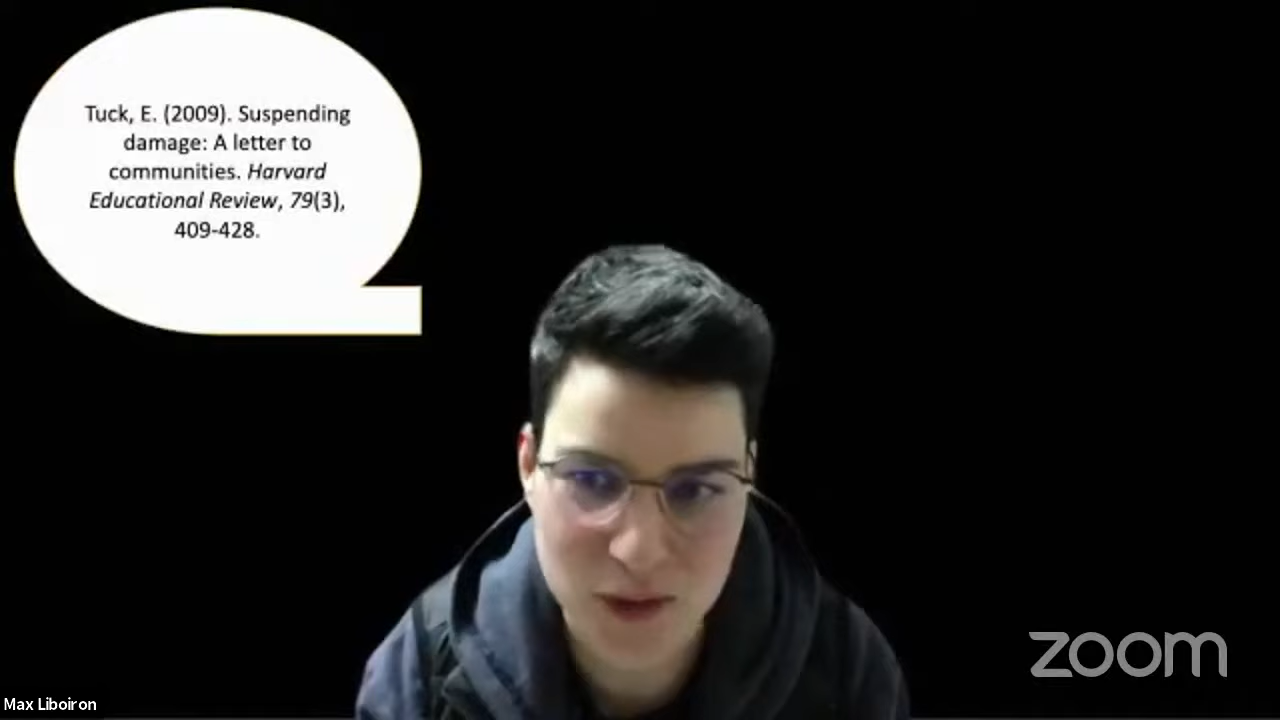 Tuck, E. (2009). Suspending
damage: A letter to
communities. Harvard
Educational Review, 79(3),
409-428.
zoom
Max Liboiron